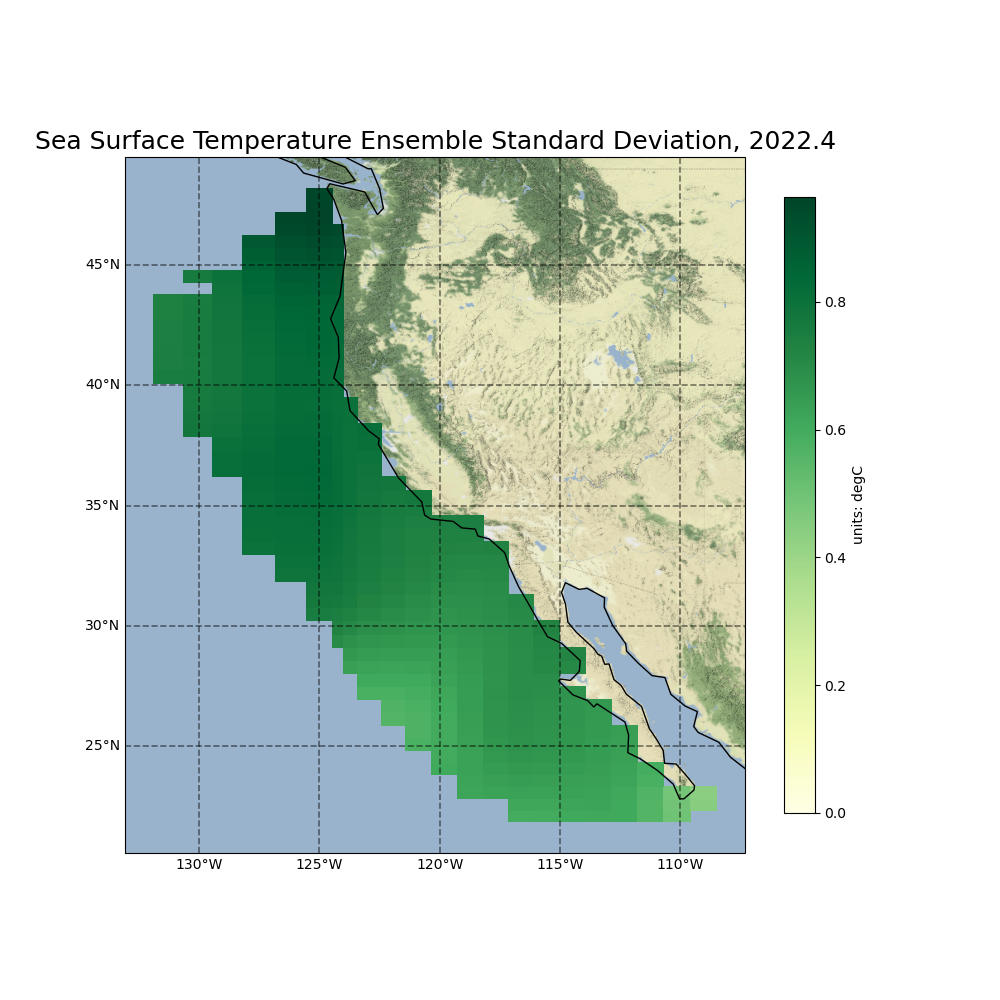 Sea Surface Temperature Ensemble Standard Deviation, 2022.4
45°N
40°N
35°N
30°N
25°N
130°W
125°W
120°W
115°W
110°W
0.8
0.6
0.4
0.2
0.0
units: degC